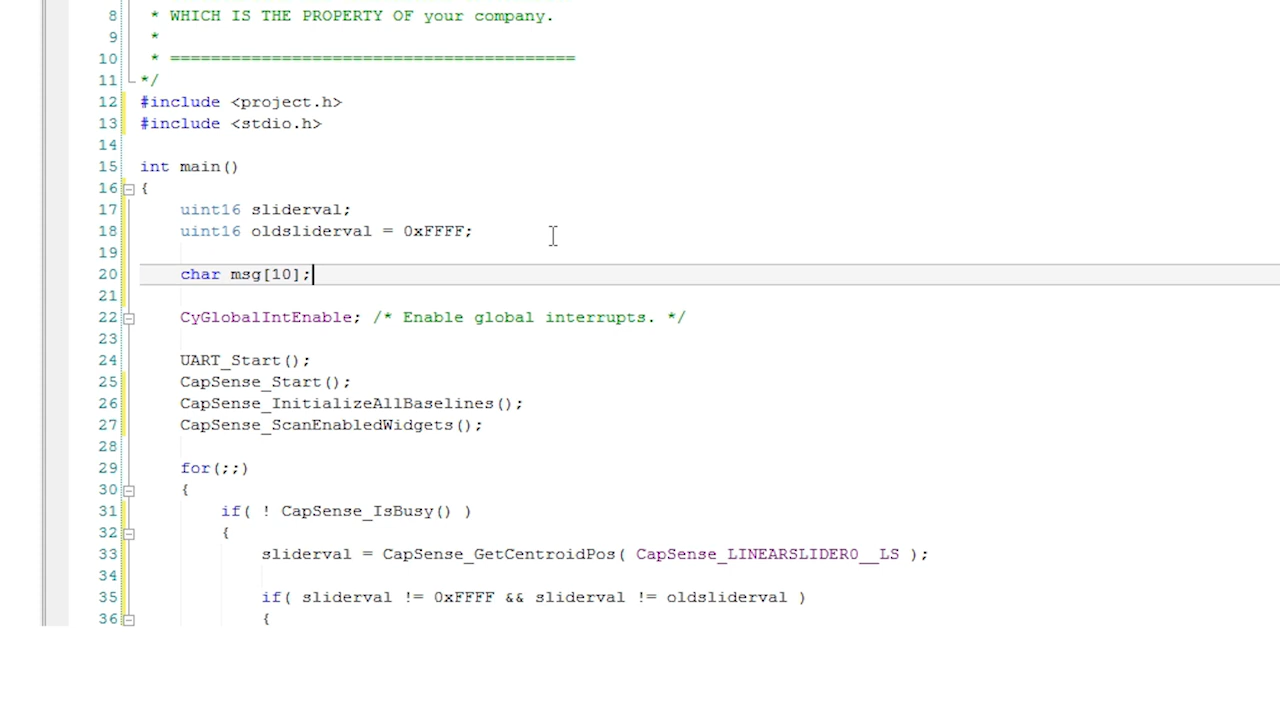 8 * WHICH IS THE PROPERTY OF your company.
9 *
10 * ========================================
11 */
12 #include <project.h>
13 #include <stdio.h>
14
15 int main()
16 {
17 uint16 sliderval;
18 uint16 oldsliderval = 0xFFFF;
19
20 char msg[10];
21
22 CyGlobalIntEnable; /* Enable global interrupts. */
23
24 UART_Start();
25 CapSense_Start();
26 CapSense_InitializeAllBaselines();
27 CapSense_ScanEnabledWidgets();
28
29 for(;;)
30 {
31 if( ! CapSense_IsBusy() )
32 {
33 sliderval = CapSense_GetCentroidPos( CapSense_LINEARSLIDER0__LS );
34
35 if( sliderval != 0xFFFF && sliderval != oldsliderval )
36 {